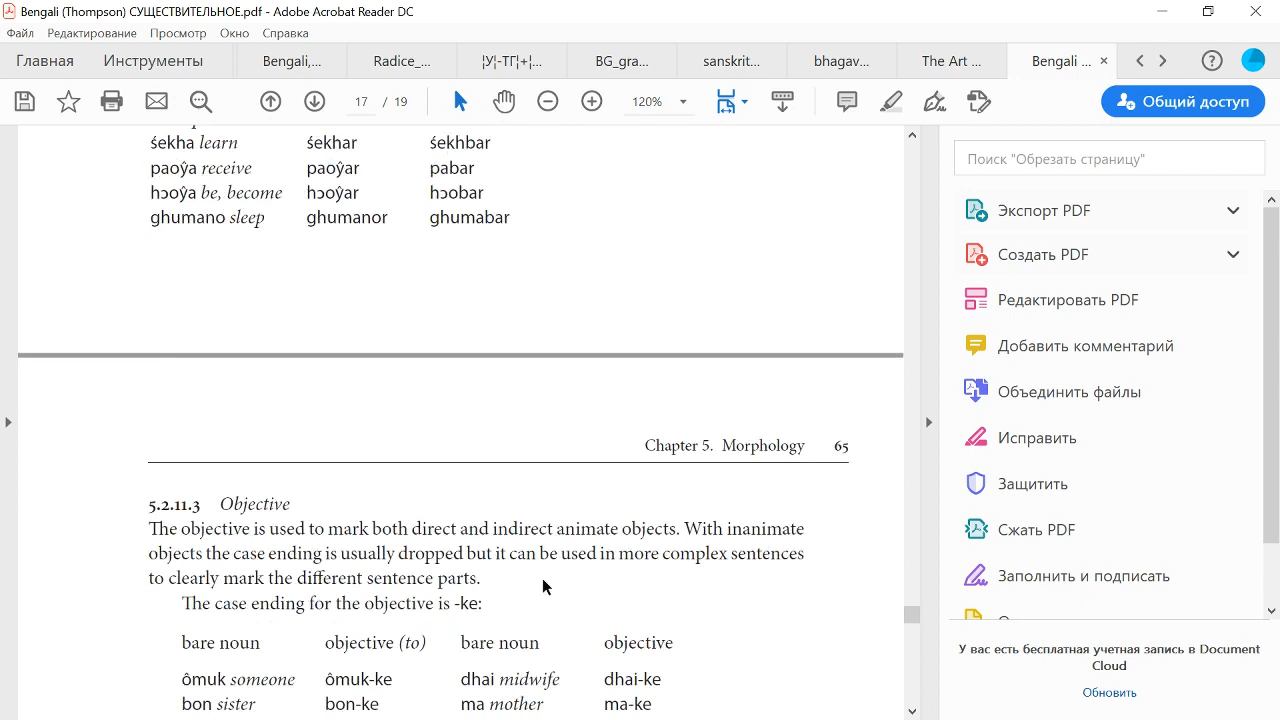 Bengali (Thompson) СУЩЕСТВИТЕЛЬНОЕ.pdf - Adobe Acrobat Reader DC
Файл Редактирование Просмотр Окно Справка
Главная Инструменты Bengali,... Radice_... ¦У¦-ТГ¦+¦... BG_gra... sanskrit... bhagav... The Art ... Bengali ... ×
17 / 19 120% Общий доступ
śekha learn śekhar śekhbar
paoŷa receive paoŷar pabar
hɔoŷa be, become hɔoŷar hɔobar
ghumano sleep ghumanor ghumabar
Chapter 5. Morphology 65
5.2.11.3 Objective
The objective is used to mark both direct and indirect animate objects. With inanimate
objects the case ending is usually dropped but it can be used in more complex sentences
to clearly mark the different sentence parts.
The case ending for the objective is -ke:
bare noun objective (to) bare noun objective
ômuk someone ômuk-ke dhai midwife dhai-ke
bon sister bon-ke ma mother ma-ke
Поиск "Обрезать страницу"
Экспорт PDF
Создать PDF
Редактировать PDF
Добавить комментарий
Объединить файлы
Исправить
Защитить
Сжать PDF
Заполнить и подписать
У вас есть бесплатная учетная запись в Document
Cloud
Обновить